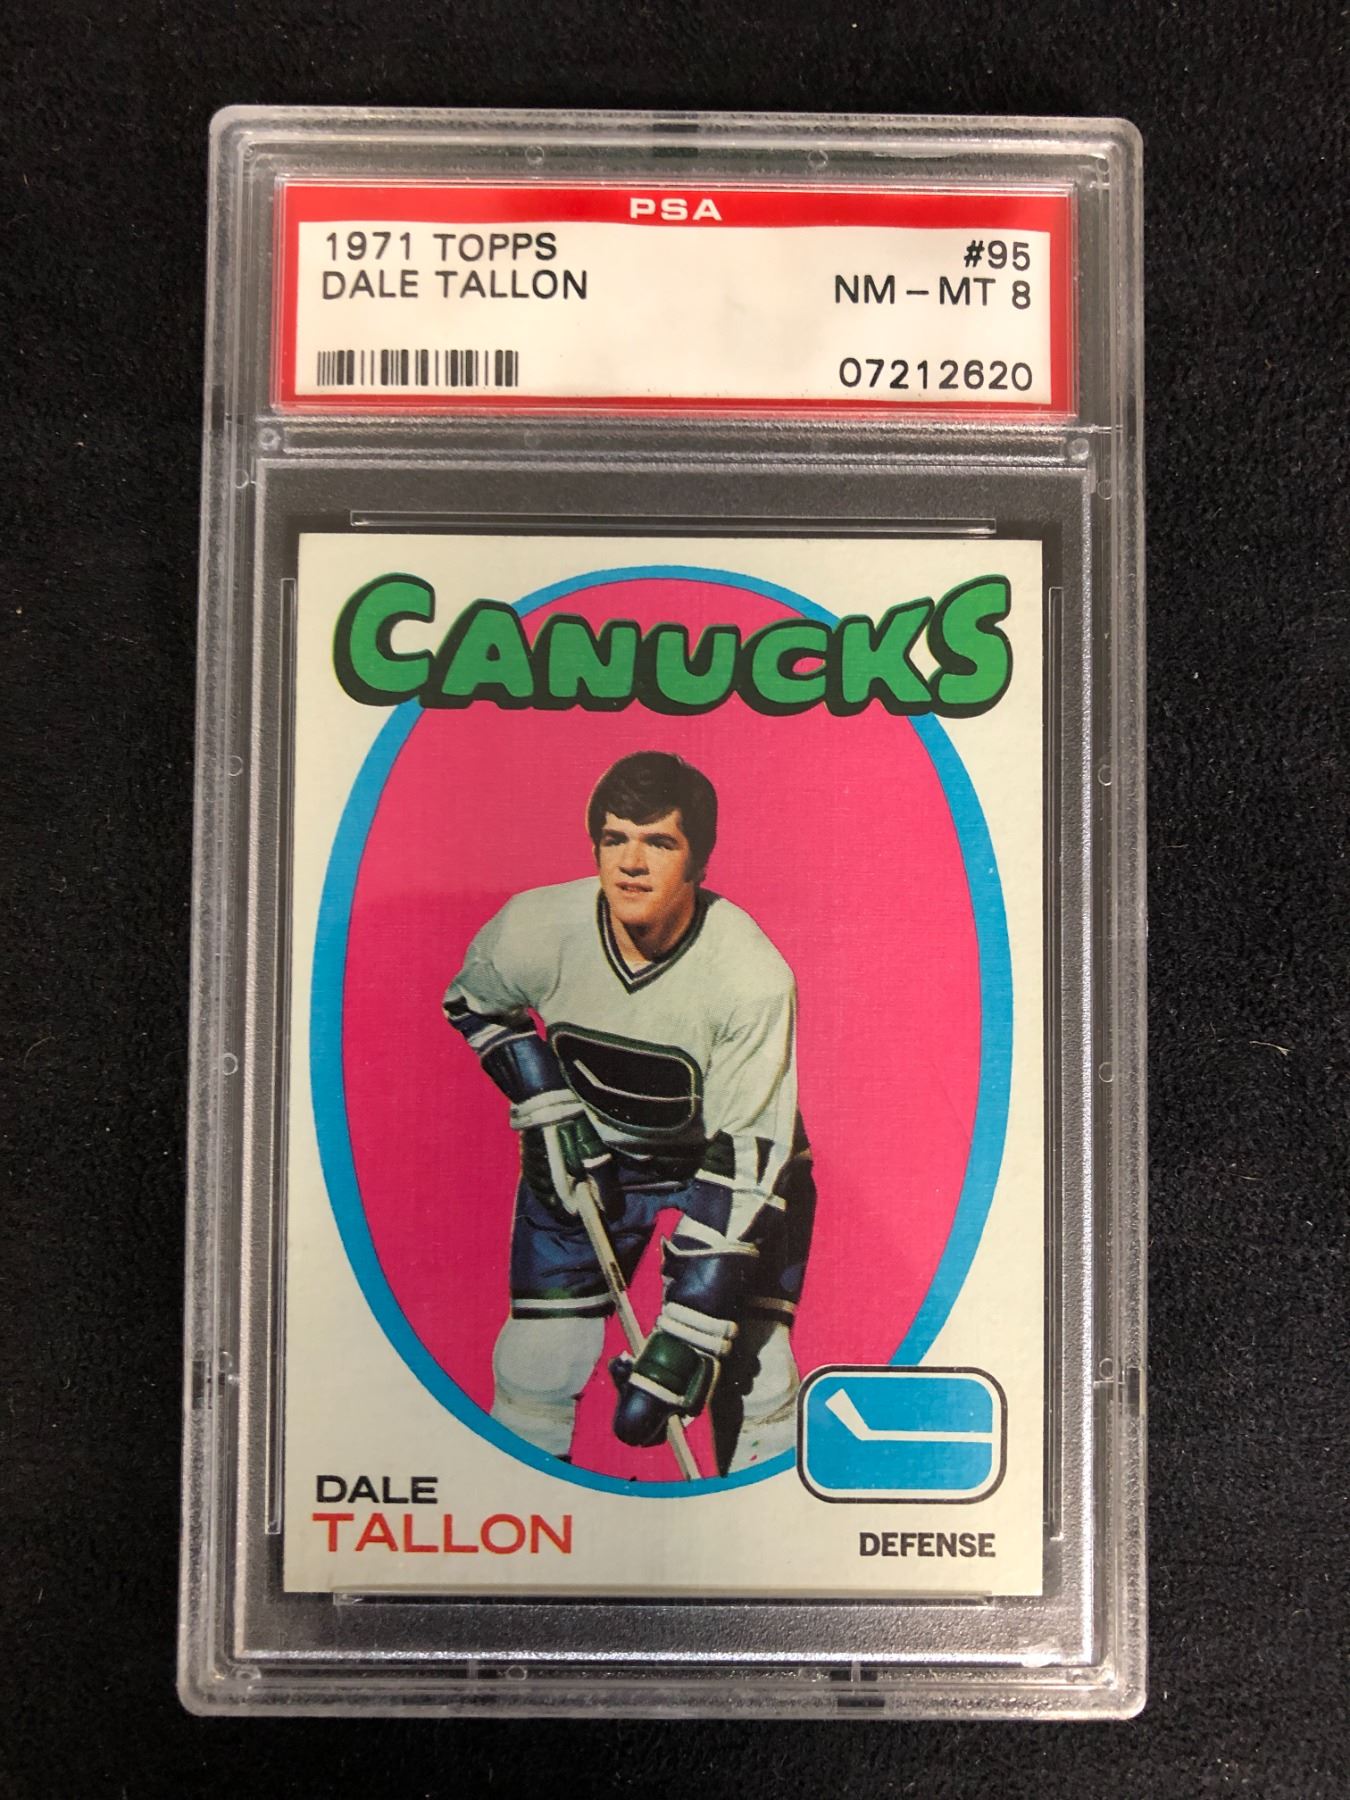 PSA
1971 TOPPS #95
DALE TALLON NM-MT 8
07212620
CANUCKS
DALE
TALLON
DEFENSE